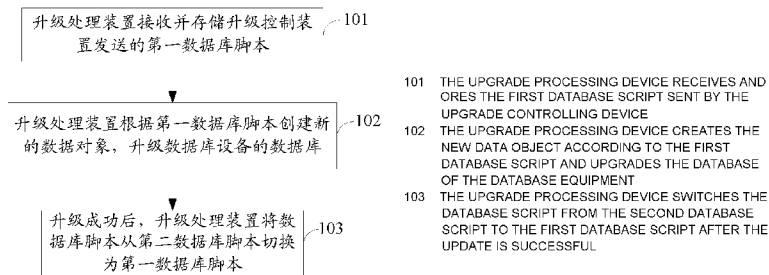 升级处理装置接收并存储升级控制装
置发送的第一数据库脚本
101
升级处理装置根据第一数据库脚本创建新
的数据对象，升级数据库设备的数据库
102
升级成功后，升级处理装置将数
据库脚本从第二数据库脚本切换
为第一数据库脚本
103
101 THE UPGRADE PROCESSING DEVICE RECEIVES AND
ORES THE FIRST DATABASE SCRIPT SENT BY THE
UPGRADE CONTROLLING DEVICE
102 THE UPGRADE PROCESSING DEVICE CREATES THE
NEW DATA OBJECT ACCORDING TO THE FIRST
DATABASE SCRIPT AND UPGRADES THE DATABASE
OF THE DATABASE EQUIPMENT
103 THE UPGRADE PROCESSING DEVICE SWITCHES THE
DATABASE SCRIPT FROM THE SECOND DATABASE
SCRIPT TO THE FIRST DATABASE SCRIPT AFTER THE
UPDATE IS SUCCESSFUL